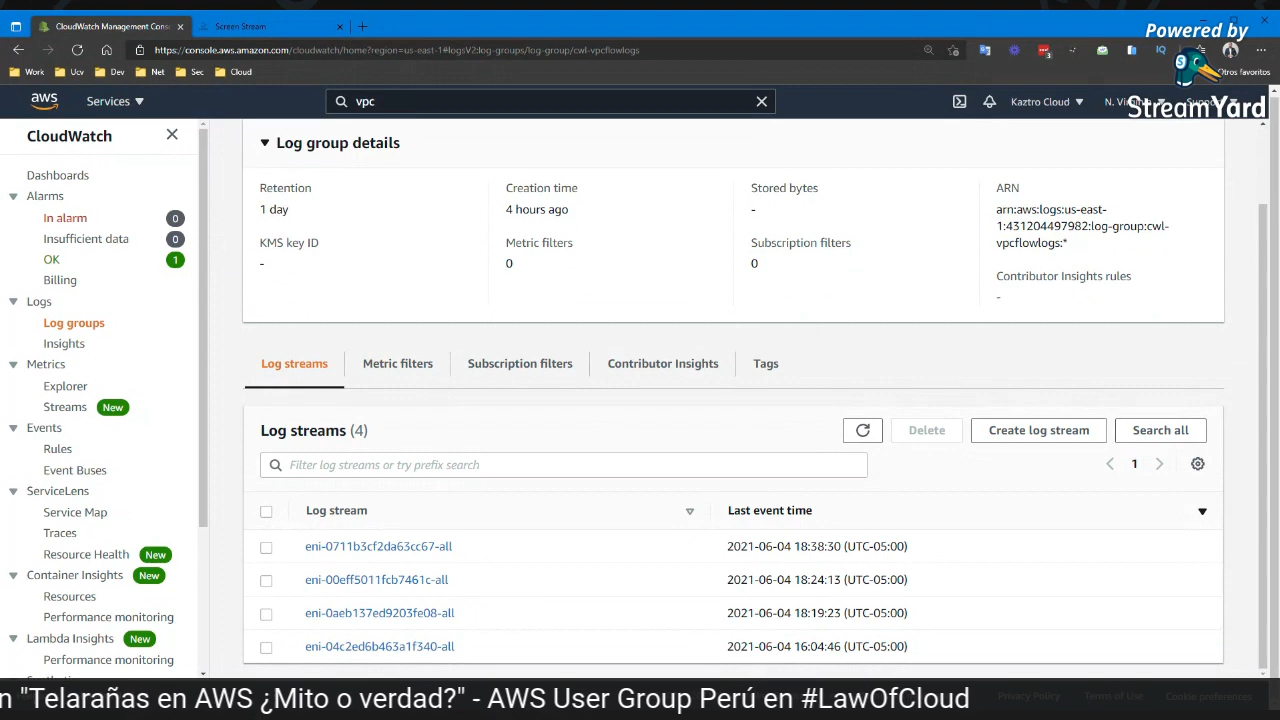 CloudWatch Management Cons
Screen Stream
Powered by
https://console.aws.amazon.com/cloudwatch/home?region=us-east-1#logsV2:log-groups/log-group/cwl-vpcflowlogs
Work
Ucv
Dev
Net
Sec
Cloud
Otros favoritos
StreamYard
aws
Services
vpc
Kaztro Cloud
CloudWatch
Dashboards
Alarms
In alarm 0
Insufficient data 0
OK 1
Billing
Logs
Log groups
Insights
Metrics
Explorer
Streams New
Events
Rules
Event Buses
ServiceLens
Service Map
Traces
Resource Health New
Container Insights New
Resources
Performance monitoring
Lambda Insights New
Performance monitoring
Log group details
Retention
1 day
KMS key ID
-
Creation time
4 hours ago
Metric filters
0
Stored bytes
-
Subscription filters
0
ARN
arn:aws:logs:us-east-
1:431204497982:log-group:cwl-
vpcflowlogs:*
Contributor Insights rules
-
Log streams
Metric filters
Subscription filters
Contributor Insights
Tags
Log streams (4)
Delete
Create log stream
Search all
Filter log streams or try prefix search
1
Log stream
Last event time
eni-0711b3cf2da63cc67-all 2021-06-04 18:38:30 (UTC-05:00)
eni-00eff5011fcb7461c-all 2021-06-04 18:24:13 (UTC-05:00)
eni-0aeb137ed9203fe08-all 2021-06-04 18:19:23 (UTC-05:00)
eni-04c2ed6b463a1f340-all 2021-06-04 16:04:46 (UTC-05:00)
n "Telarañas en AWS ¿Mito o verdad?" - AWS User Group Perú en #LawOfCloud
Privacy Policy
Terms of Use
Cookie preferences